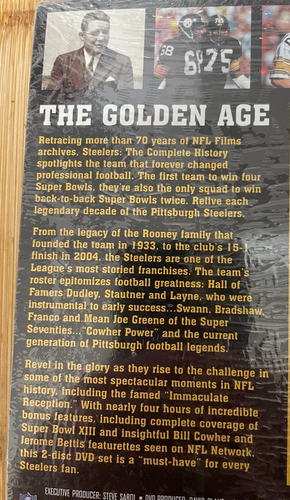 68 75
THE GOLDEN AGE
Retracing more than 70 years of NFL Films
archives, Steelers: The Complete History
spotlights the team that forever changed
professional football. The first team to win four
Super Bowls, they're also the only squad to win
back-to-back Super Bowls twice. Relive each
legendary decade of the Pittsburgh Steelers.
From the legacy of the Rooney family that
founded the team in 1933, to the club's 15-1
finish in 2004, the Steelers are one of the
League's most storied franchises. The team's
roster epitomizes football greatness: Hall of
Famers Dudley, Stautner and Layne, who were
instrumental to early success...Swann, Bradshaw,
Franco and Mean Joe Greene of the Super
Seventies..."Cowher Power" and the current
generation of Pittsburgh football legends.
Revel in the glory as they rise to the challenge in
some of the most spectacular moments in NFL
history, including the famed "Immaculate
Reception." With nearly four hours of incredible
bonus features, including complete coverage of
Super Bowl XIII and insightful Bill Cowher and
Jerome Bettis featurettes seen on NFL Network,
this 2-disc DVD set is a "must-have" for every
Steelers fan.
EXECUTIVE PRODUCER: STEVE SABOL • DVD PRODUCER: